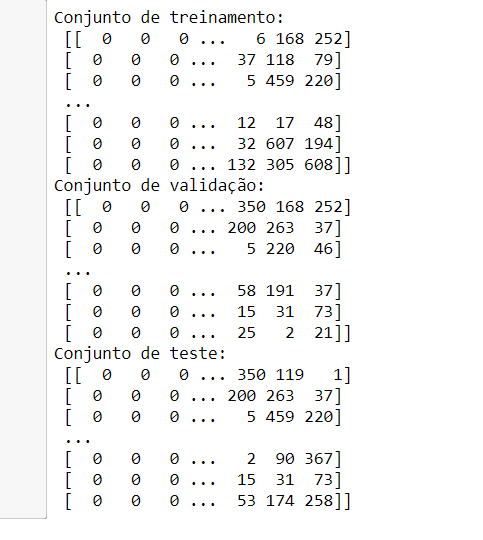 Conjunto de treinamento:
[[  0   0   0 ...   6 168 252]
[  0   0   0 ...  37 118  79]
[  0   0   0 ...   5 459 220]
...
[  0   0   0 ...  12  17  48]
[  0   0   0 ...  32 607 194]
[  0   0   0 ... 132 305 608]]
Conjunto de validação:
[[  0   0   0 ... 350 168 252]
[  0   0   0 ... 200 263  37]
[  0   0   0 ...   5 220  46]
...
[  0   0   0 ...  58 191  37]
[  0   0   0 ...  15  31  73]
[  0   0   0 ...  25   2  21]]
Conjunto de teste:
[[  0   0   0 ... 350 119   1]
[  0   0   0 ... 200 263  37]
[  0   0   0 ...   5 459 220]
...
[  0   0   0 ...   2  90 367]
[  0   0   0 ...  15  31  73]
[  0   0   0 ...  53 174 258]]